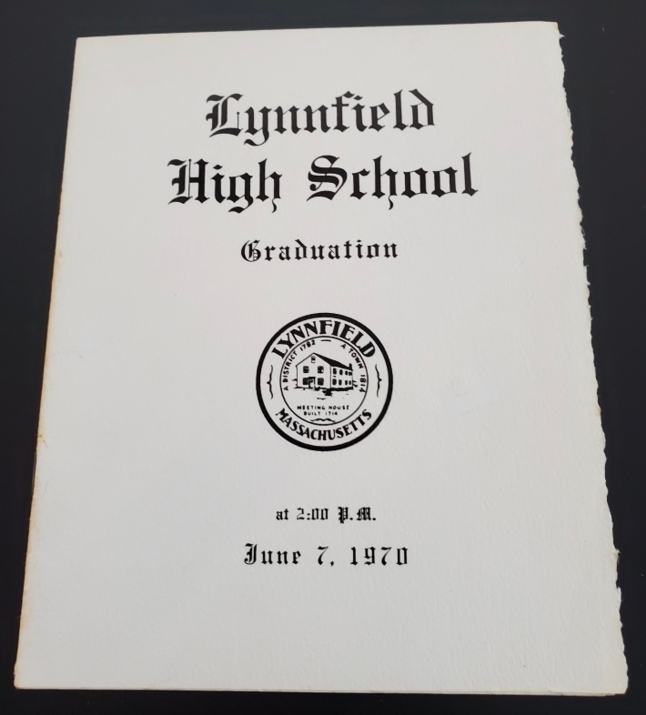 Lynnfield
High School
Graduation
LYNNFIELD
A DISTRICT 1782 — A TOWN 1814
MEETING HOUSE
BUILT 1714
MASSACHUSETTS
at 2:00 P.M.
June 7, 1970